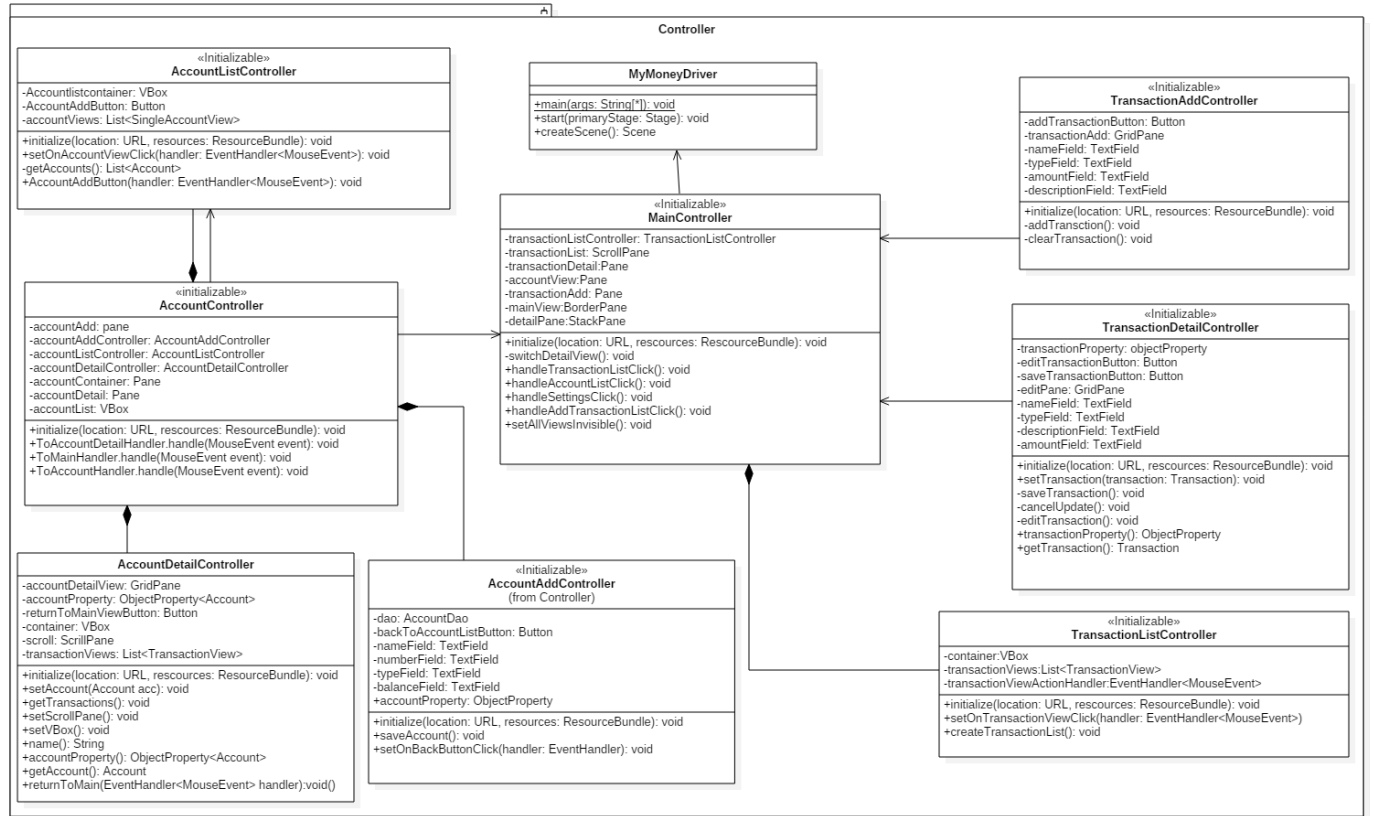 Controller
«Initializable»
AccountListController
-Accountlistcontainer: VBox
-AccountAddButton: Button
-accountViews: List<SingleAccountView>
+initialize(location: URL, resources: ResourceBundle): void
+setOnAccountViewClick(handler: EventHandler<MouseEvent>): void
-getAccounts(): List<Account>
+AccountAddButton(handler: EventHandler<MouseEvent>): void
MyMoneyDriver
+main(args: String[*]): void
+start(primaryStage: Stage): void
+createScene(): Scene
«Initializable»
TransactionAddController
-addTransactionButton: Button
-transactionAdd: GridPane
-nameField: TextField
-typeField: TextField
-amountField: TextField
-descriptionField: TextField
+initialize(location: URL, resources: ResourceBundle): void
-addTransction(): void
-clearTransaction(): void
«Initializable»
MainController
-transactionListController: TransactionListController
-transactionList: ScrollPane
-transactionDetail:Pane
-accountView:Pane
-transactionAdd: Pane
-mainView:BorderPane
-detailPane:StackPane
+initialize(location: URL, rescources: RescourceBundle): void
-switchDetailView(): void
+handleTransactionListClick(): void
+handleAccountListClick(): void
+handleSettingsClick(): void
+handleAddTransactionListClick(): void
+setAllViewsInvisible(): void
«initializable»
AccountController
-accountAdd: pane
-accountAddController: AccountAddController
-accountListController: AccountListController
-accountDetailController: AccountDetailController
-accountContainer: Pane
-accountDetail: Pane
-accountList: VBox
+initialize(location: URL, rescources: ResourceBundle): void
+ToAccountDetailHandler.handle(MouseEvent event): void
+ToMainHandler.handle(MouseEvent event): void
+ToAccountHandler.handle(MouseEvent event): void
«Initializable»
TransactionDetailController
-transactionProperty: objectProperty
-editTransactionButton: Button
-saveTransactionButton: Button
-editPane: GridPane
-nameField: TextField
-typeField: TextField
-descriptionField: TextField
-amountField: TextField
+initialize(location: URL, rescources: ResourceBundle): void
+setTransaction(transaction: Transaction): void
-saveTransaction(): void
-cancelUpdate(): void
-editTransaction(): void
+transactionProperty(): ObjectProperty
+getTransaction(): Transaction
AccountDetailController
-accountDetailView: GridPane
-accountProperty: ObjectProperty<Account>
-returnToMainViewButton: Button
-container: VBox
-scroll: ScrillPane
-transactionViews: List<TransactionView>
+initialize(location: URL, resources: ResourceBundle): void
+setAccount(Account acc): void
+getTransactions(): void
+setScrollPane(): void
+setVBox(): void
+name(): String
+accountProperty(): ObjectProperty<Account>
+getAccount(): Account
+returnToMain(EventHandler<MouseEvent> handler):void()
«Initializable»
AccountAddController
(from Controller)
-dao: AccountDao
-backToAccountListButton: Button
-nameField: TextField
-numberField: TextField
-typeField: TextField
-balanceField: TextField
+accountProperty: ObjectProperty
+initialize(location: URL, resources: ResourceBundle): void
+saveAccount(): void
+setOnBackButtonClick(handler: EventHandler): void
«Initializable»
TransactionListController
-container:VBox
-transactionViews:List<TransactionView>
-transactionViewActionHandler:EventHandler<MouseEvent>
+initialize(location: URL, resources: ResourceBundle): void
+setOnTransactionViewClick(handler: EventHandler<MouseEvent>)
+createTransactionList(): void